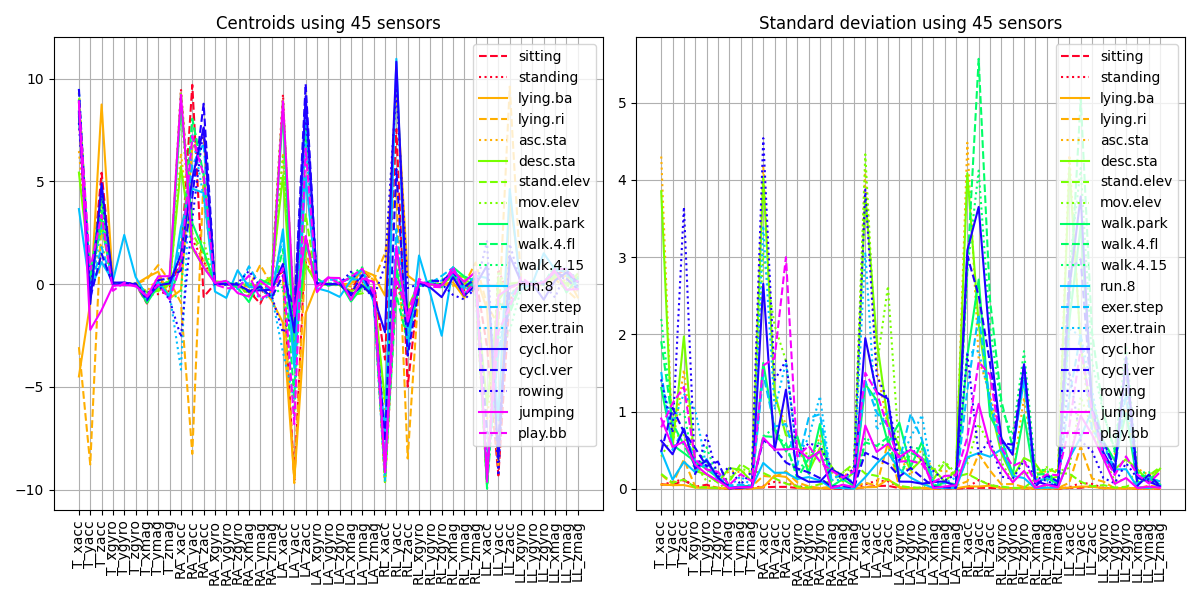 Centroids using 45 sensors
10
5
0
−5
−10
sitting
standing
lying.ba
lying.ri
asc.sta
desc.sta
stand.elev
mov.elev
walk.park
walk.4.fl
walk.4.15
run.8
exer.step
exer.train
cycl.hor
cycl.ver
rowing
jumping
play.bb
T_xacc
T_yacc
T_zacc
T_xgyro
T_ygyro
T_zgyro
T_xmag
T_ymag
T_zmag
RA_xacc
RA_yacc
RA_zacc
RA_xgyro
RA_ygyro
RA_zgyro
RA_xmag
RA_ymag
RA_zmag
LA_xacc
LA_yacc
LA_zacc
LA_xgyro
LA_ygyro
LA_zgyro
LA_xmag
LA_ymag
LA_zmag
RL_xacc
RL_yacc
RL_zacc
RL_xgyro
RL_ygyro
RL_zgyro
RL_xmag
RL_ymag
RL_zmag
LL_xacc
LL_yacc
LL_zacc
LL_xgyro
LL_ygyro
LL_zgyro
LL_xmag
LL_ymag
LL_zmag
Standard deviation using 45 sensors
5
4
3
2
1
0
sitting
standing
lying.ba
lying.ri
asc.sta
desc.sta
stand.elev
mov.elev
walk.park
walk.4.fl
walk.4.15
run.8
exer.step
exer.train
cycl.hor
cycl.ver
rowing
jumping
play.bb
T_xacc
T_yacc
T_zacc
T_xgyro
T_ygyro
T_zgyro
T_xmag
T_ymag
T_zmag
RA_xacc
RA_yacc
RA_zacc
RA_xgyro
RA_ygyro
RA_zgyro
RA_xmag
RA_ymag
RA_zmag
LA_xacc
LA_yacc
LA_zacc
LA_xgyro
LA_ygyro
LA_zgyro
LA_xmag
LA_ymag
LA_zmag
RL_xacc
RL_yacc
RL_zacc
RL_xgyro
RL_ygyro
RL_zgyro
RL_xmag
RL_ymag
RL_zmag
LL_xacc
LL_yacc
LL_zacc
LL_xgyro
LL_ygyro
LL_zgyro
LL_xmag
LL_ymag
LL_zmag